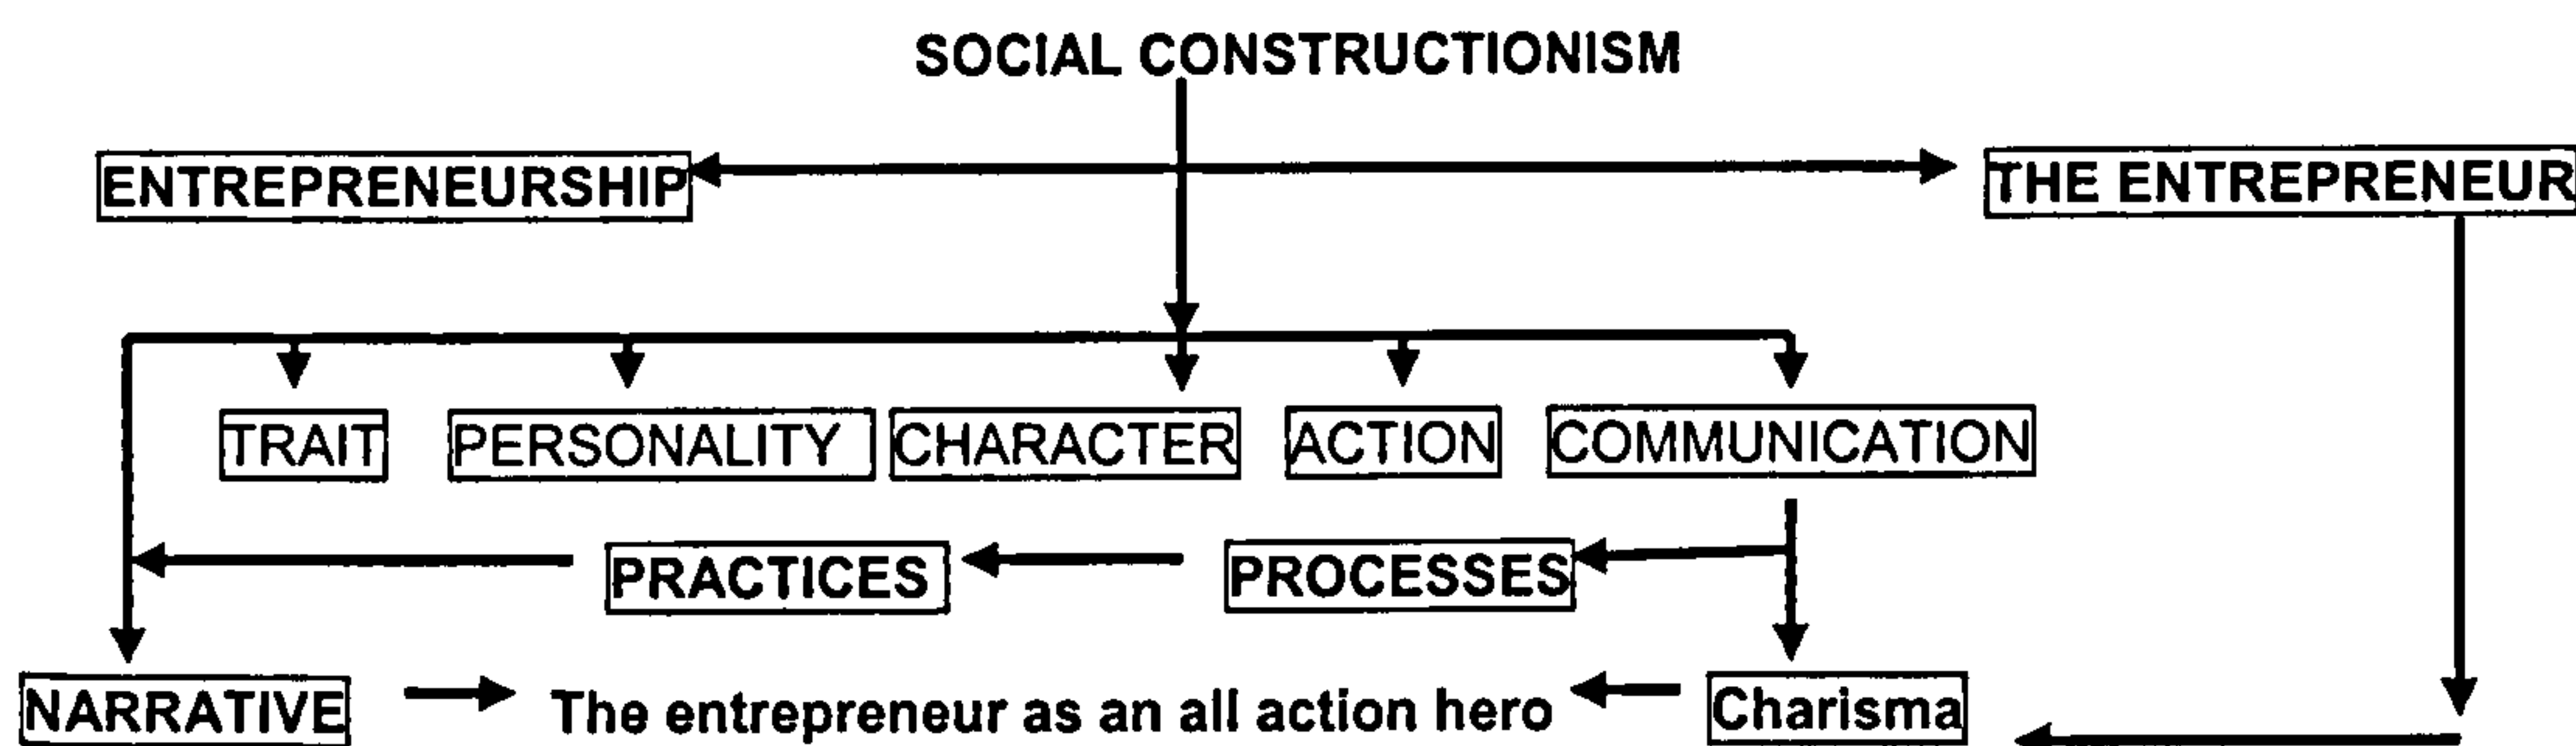 SOCIAL CONSTRUCTIONISM
ENTREPRENEURSHIP THE ENTREPRENEUR
TRAIT PERSONALITY CHARACTER ACTION COMMUNICATION
PRACTICES PROCESSES
NARRATIVE The entrepreneur as an all action hero Charisma